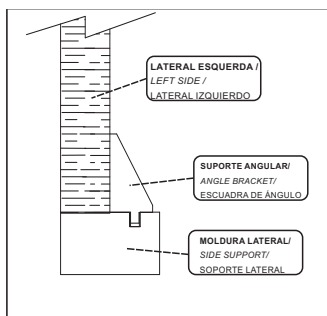 LATERAL ESQUERDA /
LEFT SIDE /
LATERAL IZQUIERDO
SUPORTE ANGULAR/
ANGLE BRACKET/
ESCUADRA DE ÁNGULO
MOLDURA LATERAL/
SIDE SUPPORT/
SOPORTE LATERAL